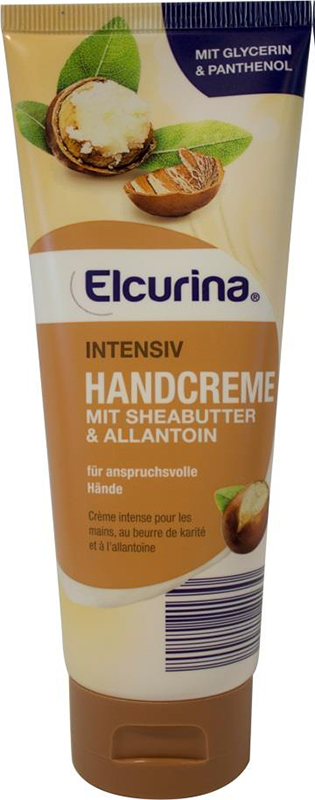 MIT GLYCERIN
& PANTHENOL
Elcurina®
INTENSIV
HANDCREME
MIT SHEABUTTER
& ALLANTOIN
für anspruchsvolle
Hände
Crème intense pour les
mains, au beurre de karité
et à l'allantoïne